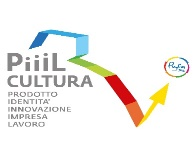 PiiiL
CULTURA
PRODOTTO
IDENTITA'
INNOVAZIONE
IMPRESA
LAVORO